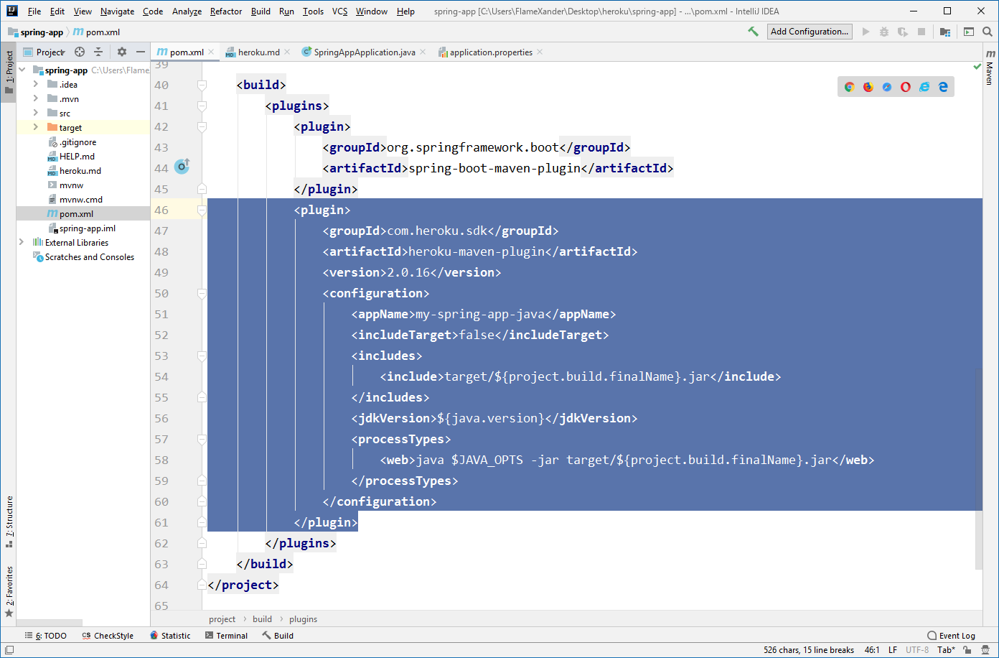 File Edit View Navigate Code Analyze Refactor Build Run Tools VCS Window Help spring-app [C:\Users\FlameXander\Desktop\heroku\spring-app] - ...\pom.xml - IntelliJ IDEA
spring-app pom.xml Add Configuration...
Project pom.xml heroku.md SpringAppApplication.java application.properties
1: Project
7: Structure
2: Favorites
spring-app C:\Users\Flame
.idea
.mvn
src
target
.gitignore
HELP.md
heroku.md
mvnw
mvnw.cmd
pom.xml
spring-app.iml
External Libraries
Scratches and Consoles
39
40 <build>
41 <plugins>
42 <plugin>
43 <groupId>org.springframework.boot</groupId>
44 <artifactId>spring-boot-maven-plugin</artifactId>
45 </plugin>
46 <plugin>
47 <groupId>com.heroku.sdk</groupId>
48 <artifactId>heroku-maven-plugin</artifactId>
49 <version>2.0.16</version>
50 <configuration>
51 <appName>my-spring-app-java</appName>
52 <includeTarget>false</includeTarget>
53 <includes>
54 <include>target/${project.build.finalName}.jar</include>
55 </includes>
56 <jdkVersion>${java.version}</jdkVersion>
57 <processTypes>
58 <web>java $JAVA_OPTS -jar target/${project.build.finalName}.jar</web>
59 </processTypes>
60 </configuration>
61 </plugin>
62 </plugins>
63 </build>
64 </project>
65
Maven
project build plugins
6: TODO CheckStyle Statistic Terminal Build Event Log
526 chars, 15 line breaks 46:1 LF UTF-8 Tab*